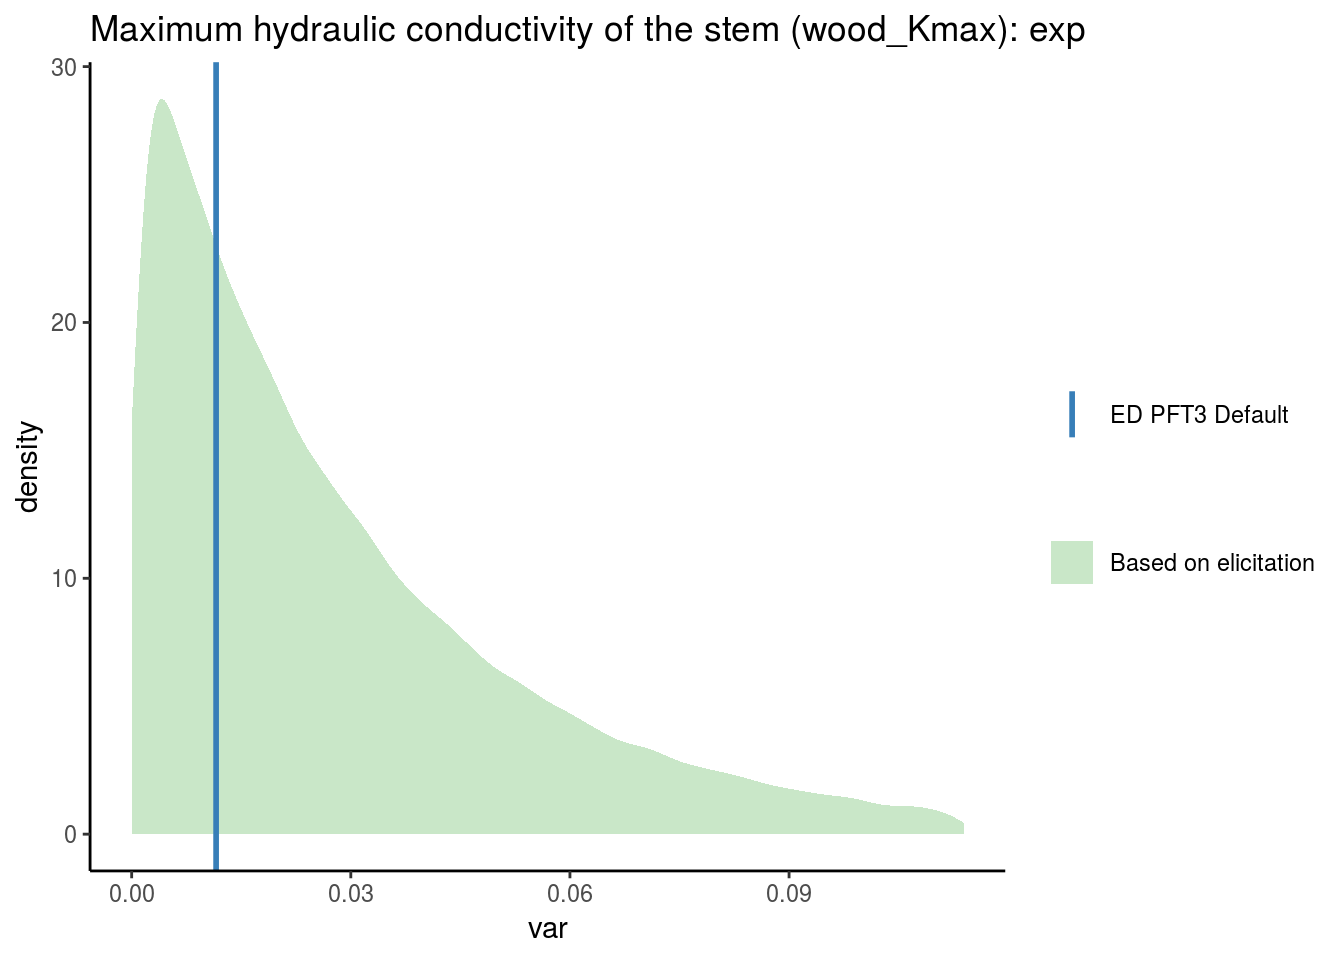 Maximum hydraulic conductivity of the stem (wood_Kmax): exp
30
20
10
0
density
0.00 0.03 0.06 0.09
var
ED PFT3 Default
Based on elicitation